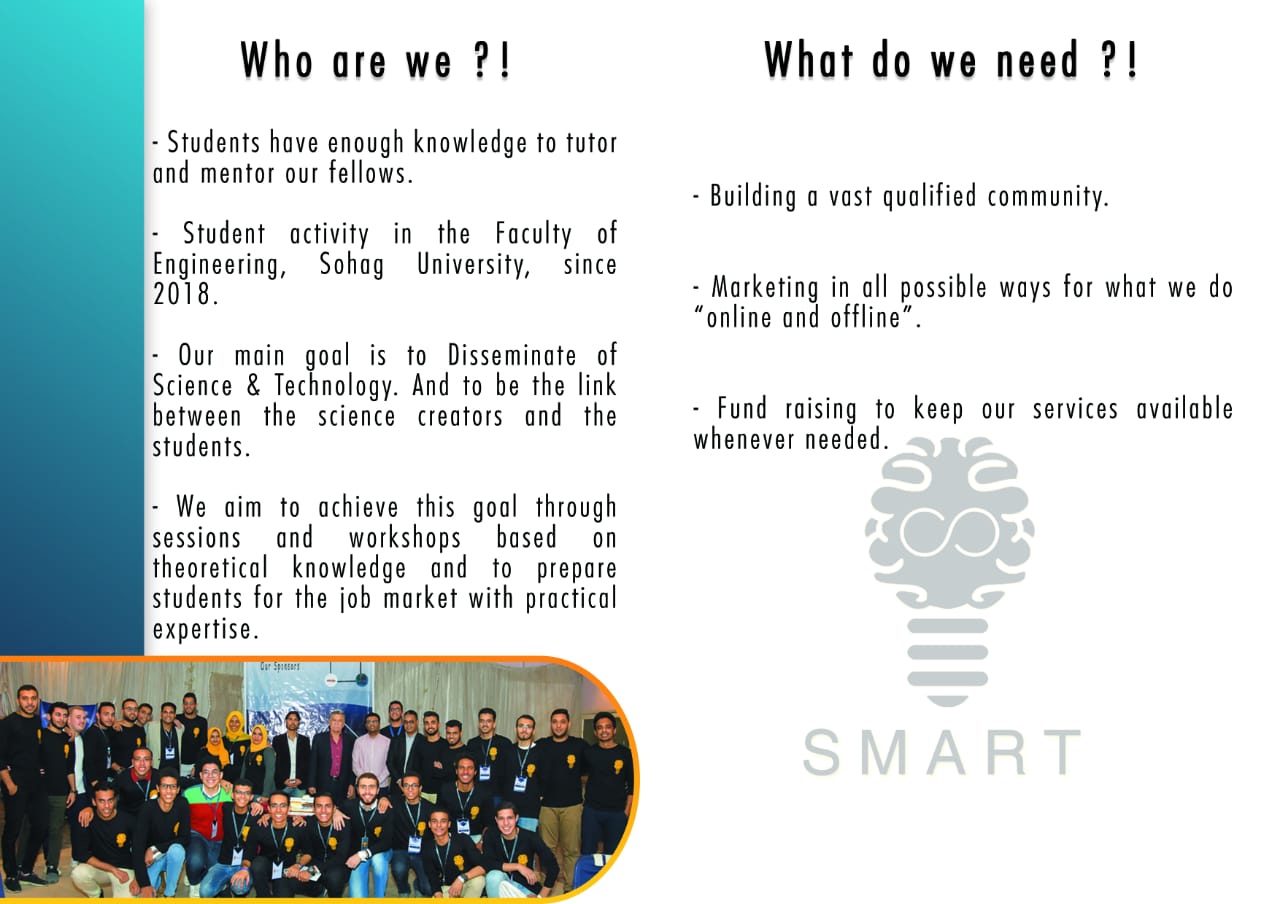 Who are we ?!
- Students have enough knowledge to tutor
and mentor our fellows.
- Student activity in the Faculty of
Engineering, Sohag University, since
2018.
- Our main goal is to Disseminate of
Science & Technology. And to be the link
between the science creators and the
students.
- We aim to achieve this goal through
sessions and workshops based on
theoretical knowledge and to prepare
students for the job market with practical
expertise.
Our Sponsors
What do we need ?!
- Building a vast qualified community.
- Marketing in all possible ways for what we do
“online and offline”.
- Fund raising to keep our services available
whenever needed.
SMART